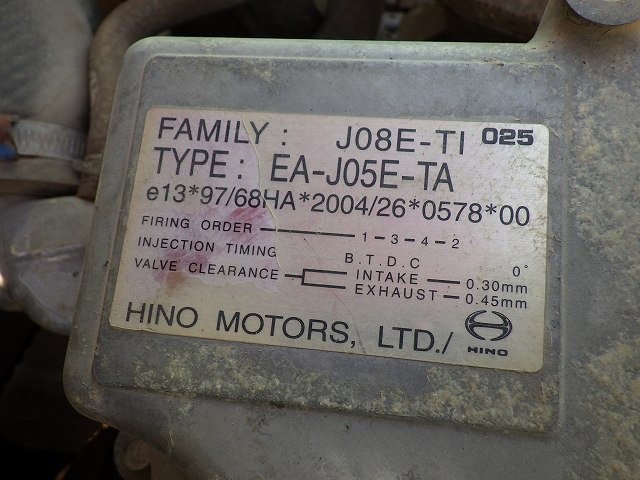 FAMILY : J08E-TI 025
TYPE : EA-J05E-TA
e13*97/68HA*2004/26*0578*00
FIRING ORDER 1-3-4-2
INJECTION TIMING B.T.D.C 0°
VALVE CLEARANCE INTAKE 0.30mm
EXHAUST 0.45mm
HINO MOTORS, LTD./
HINO